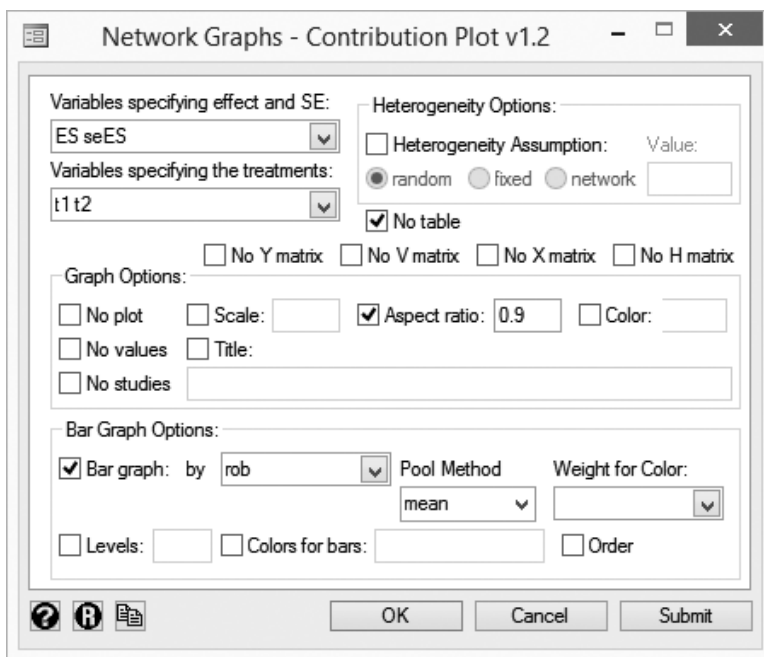 Network Graphs - Contribution Plot v1.2
Variables specifying effect and SE:
ES seES
Variables specifying the treatments:
t1 t2
Heterogeneity Options:
Heterogeneity Assumption: Value:
random fixed network
No table
No Y matrix No V matrix No X matrix No H matrix
Graph Options:
No plot Scale: Aspect ratio: 0.9 Color:
No values Title:
No studies
Bar Graph Options:
Bar graph: by rob Pool Method Weight for Color:
mean
Levels: Colors for bars: Order
? R OK Cancel Submit